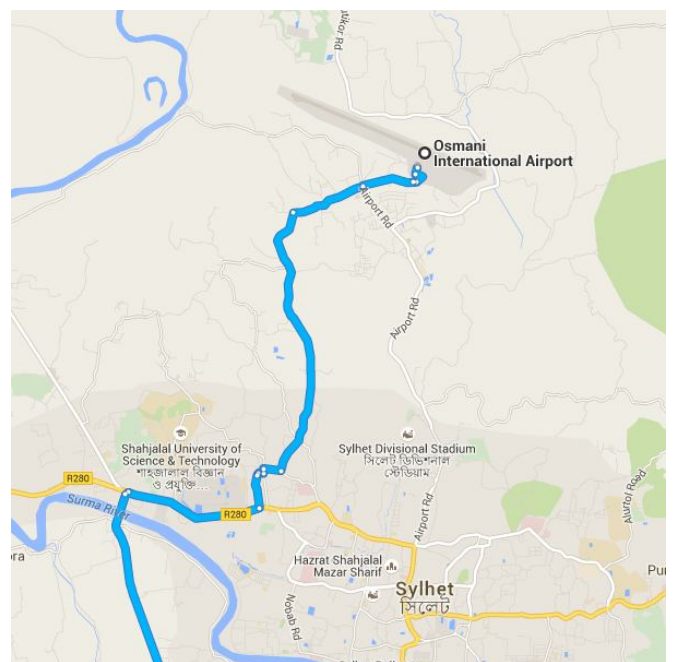 Osmani
International Airport
Airport Rd
Airport Rd
Shahjalal University of
Science & Technology
শাহজালাল বিজ্ঞান
ও প্রযুক্তি...
Sylhet Divisional Stadium
সিলেট ডিভিশনাল
স্টেডিয়াম
R280
Surma River
R280
Airport Rd
Alurtol Road
Hazrat Shahjalal
Mazar Sharif
Sylhet
সিলেট
Nobab Rd